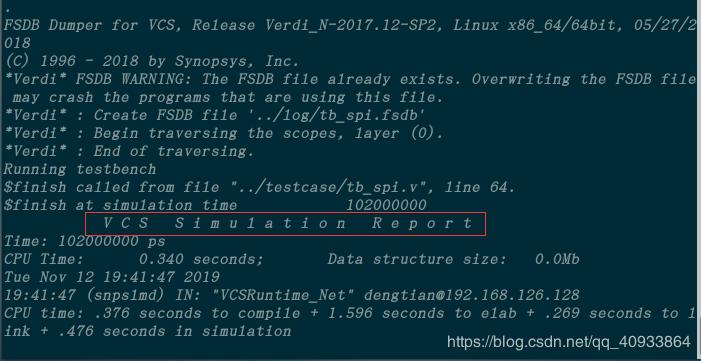 .
FSDB Dumper for VCS, Release Verdi_N-2017.12-SP2, Linux x86_64/64bit, 05/27/2
018
(C) 1996 - 2018 by Synopsys, Inc.
*Verdi* FSDB WARNING: The FSDB file already exists. Overwriting the FSDB file
 may crash the programs that are using this file.
*Verdi* : Create FSDB file '../log/tb_spi.fsdb'
*Verdi* : Begin traversing the scopes, layer (0).
*Verdi* : End of traversing.
Running testbench
$finish called from file "../testcase/tb_spi.v", line 64.
$finish at simulation time 102000000
V C S S i m u l a t i o n R e p o r t
Time: 102000000 ps
CPU Time: 0.340 seconds; Data structure size: 0.0Mb
Tue Nov 12 19:41:47 2019
19:41:47 (snpslmd) IN: "VCSRuntime_Net" dengtian@192.168.126.128
CPU time: .376 seconds to compile + 1.596 seconds to elab + .269 seconds to l
ink + .476 seconds in simulation
https://blog.csdn.net/qq_40933864